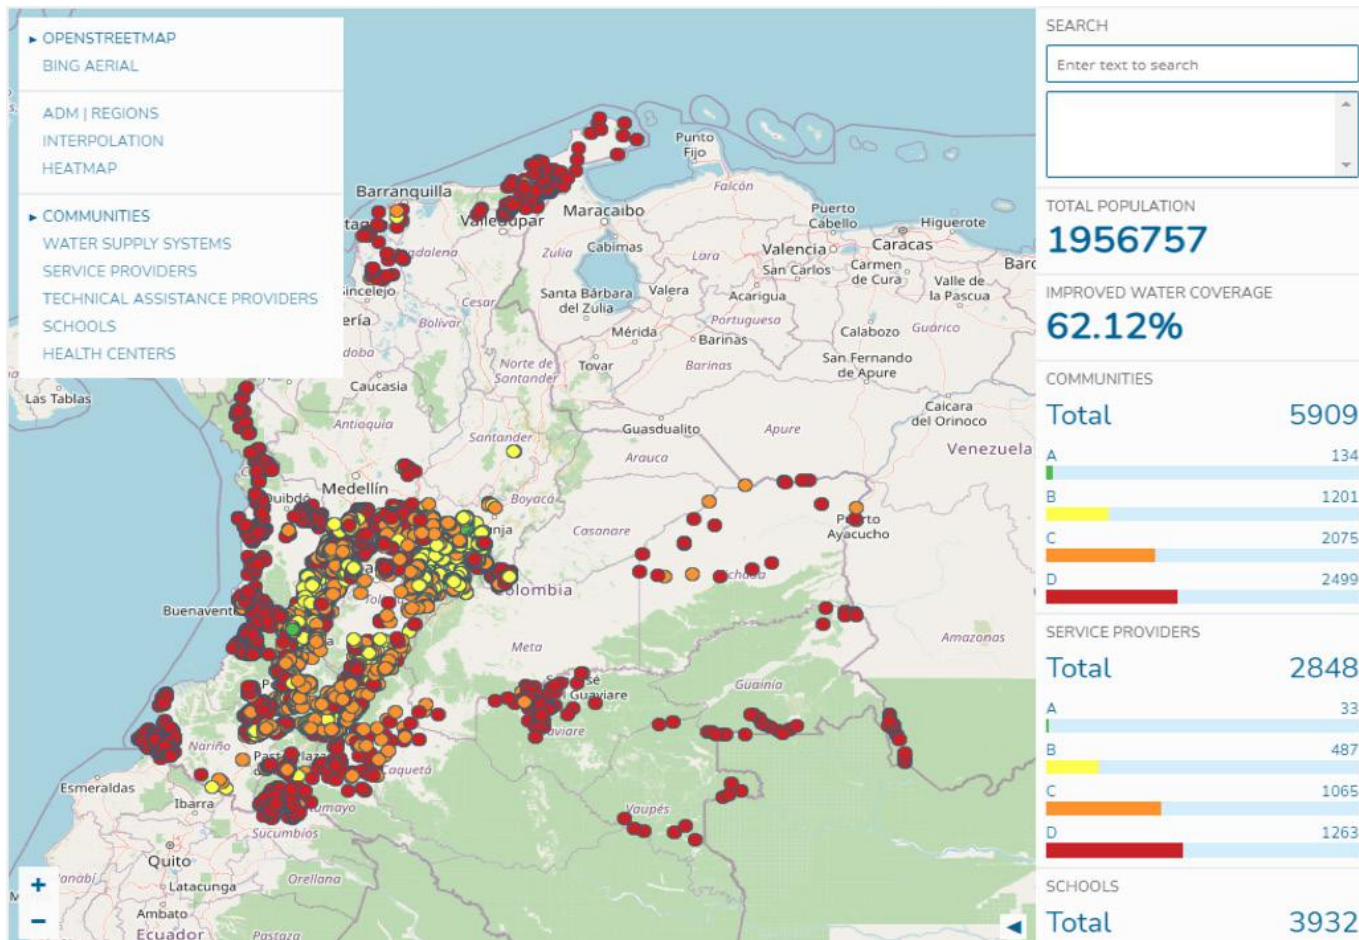 OPENSTREETMAP
BING AERIAL
ADM | REGIONS
INTERPOLATION
HEATMAP
COMMUNITIES
WATER SUPPLY SYSTEMS
SERVICE PROVIDERS
TECHNICAL ASSISTANCE PROVIDERS
SCHOOLS
HEALTH CENTERS
Punto
Fijo
Falcón
Barranquilla
Maracaibo
Puerto
Cabello
Higuerote
Zulia
Cabimas
Lara
Valencia
Caracas
San Carlos
Carmen
de Cura
Valle de
la Pascua
Santa Bárbara
del Zulia
Valera
Acarigua
Cesar
Bolívar
Portuguesa
Mérida
Barinas
Calabozo
Guárico
Norte de
Santander
Tovar
Barinas
San Fernando
de Apure
Las Tablas
Caucasia
Antioquia
Santander
Guasdualito
Apure
Caicara
del Orinoco
Venezuela
Arauca
Medellín
Boyacá
Casanare
Ayacucho
Meta
Amazonas
Guainía
Nariño
Caquetá
Esmeraldas
Ibarra
Sucumbíos
Vaupés
Quito
Orellana
Latacunga
Ambato
Ecuador
Pastaza
+
−
SEARCH
Enter text to search
TOTAL POPULATION
1956757
IMPROVED WATER COVERAGE
62.12%
COMMUNITIES
Total 5909
A 134
B 1201
C 2075
D 2499
SERVICE PROVIDERS
Total 2848
A 33
B 487
C 1065
D 1263
SCHOOLS
Total 3932